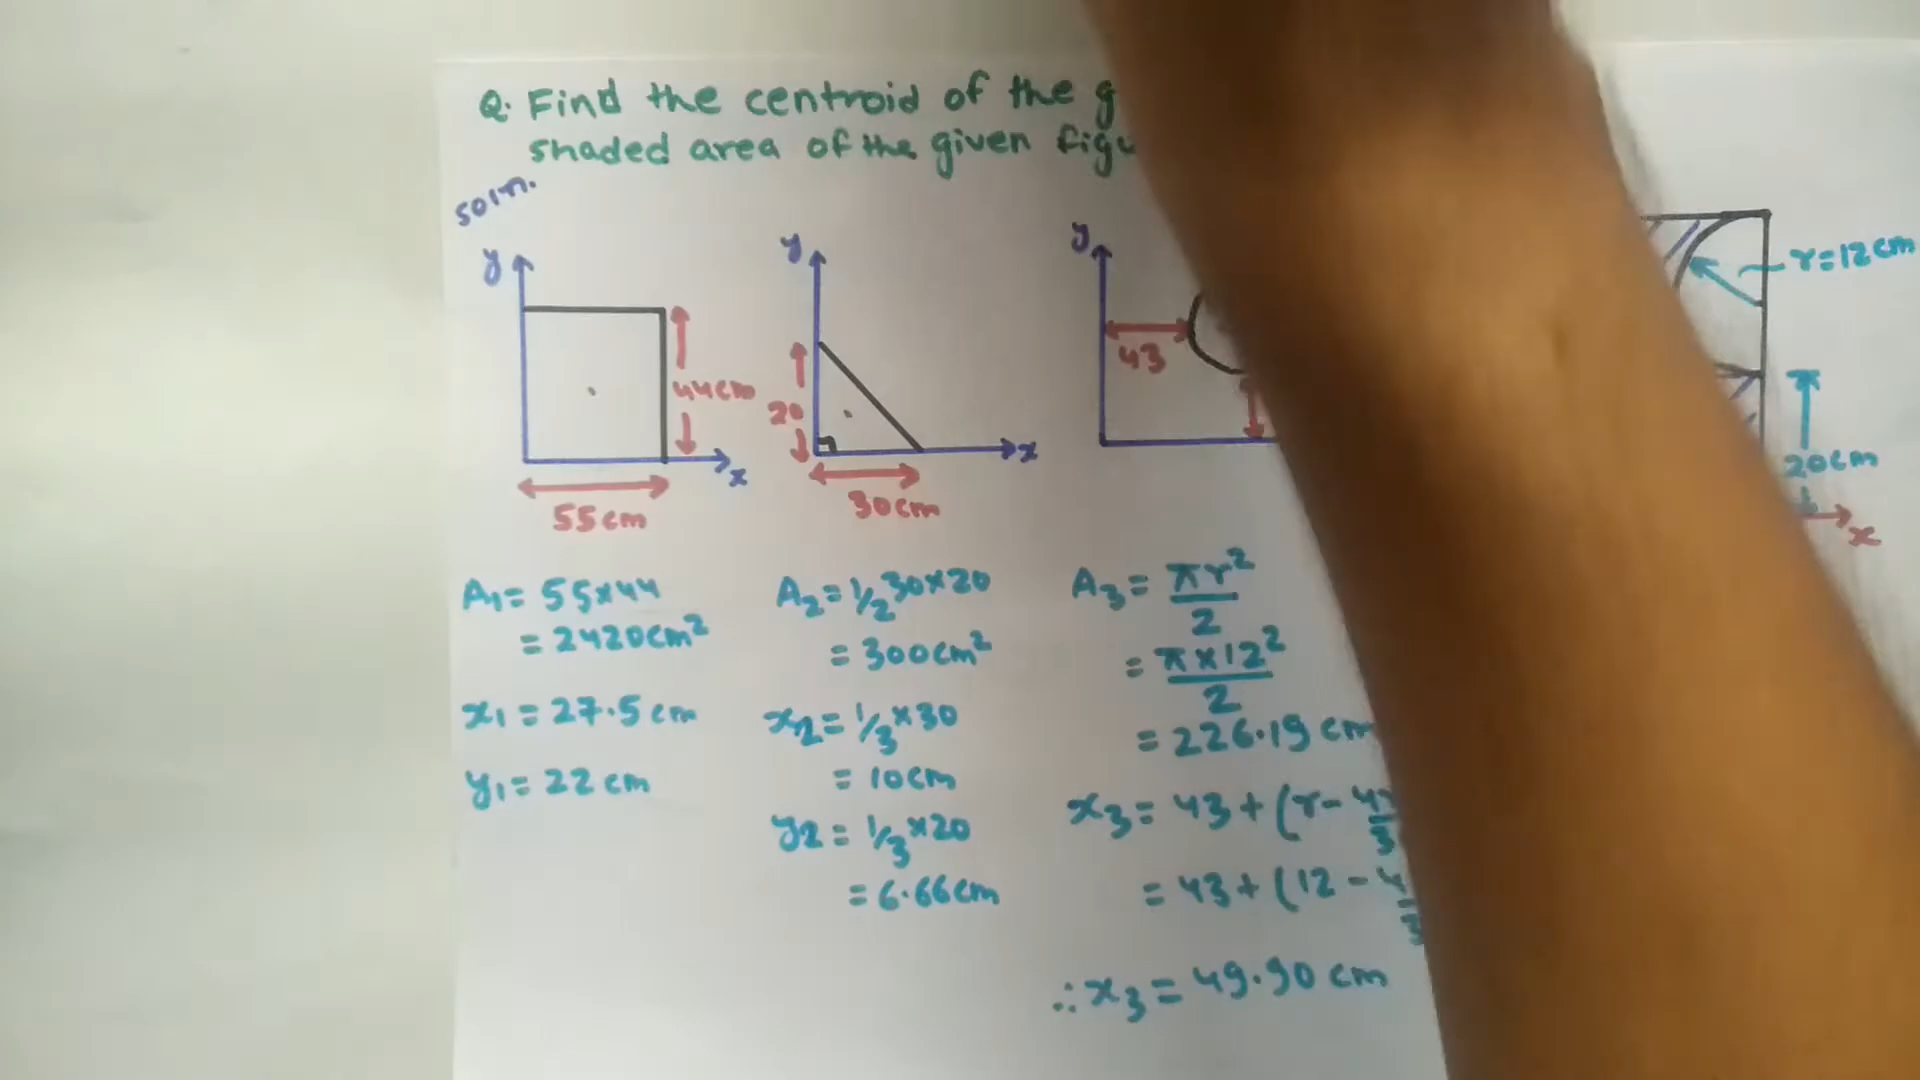 Q. Find the centroid of the
shaded area of the given
soln.
y
44cm
x
55cm
A1 = 55×44
= 2420cm²
x1 = 27.5 cm
y1 = 22 cm
y
20
x
30cm
A2 = 1/2 30×20
= 300cm²
x2 = 1/3 × 30
= 10cm
y2 = 1/3 × 20
= 6.66cm
y
43
A3 = πr²/2
= π×12²/2
= 226.19 cm
x3 = 43 + (r -
= 43 + (12 -
∴ x3 = 49.90 cm
r=12cm
20cm
x